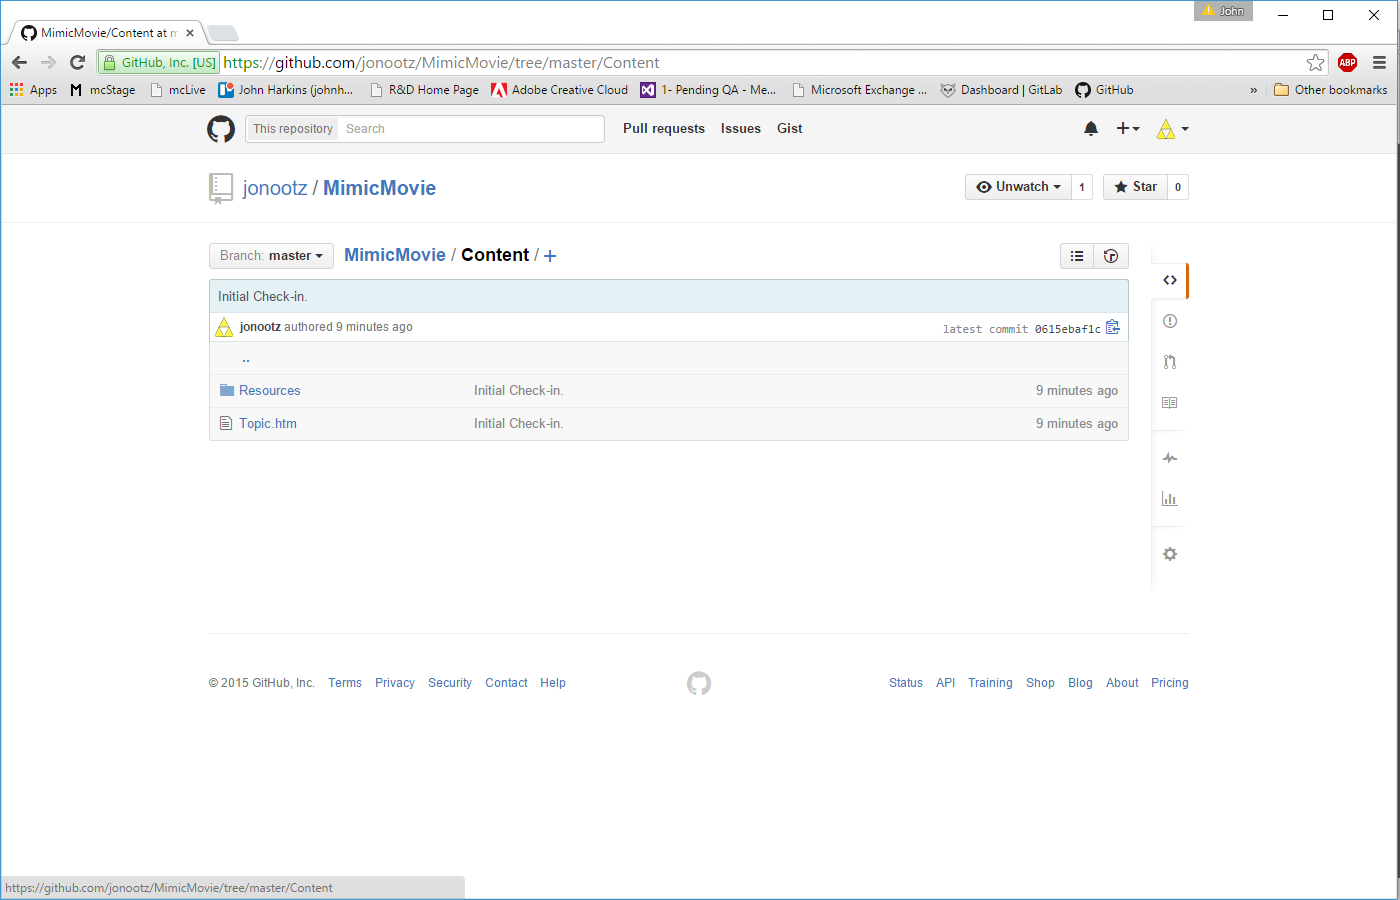 John
MimicMovie/Content at m
GitHub, Inc. [US] https://github.com/jonootz/MimicMovie/tree/master/Content ABP
Apps mcStage mcLive John Harkins (johnh... R&D Home Page Adobe Creative Cloud 1- Pending QA - Me... Microsoft Exchange ... Dashboard | GitLab GitHub » Other bookmarks
This repository Search Pull requests Issues Gist
jonootz / MimicMovie Unwatch 1 Star 0
Branch: master MimicMovie / Content / +
Initial Check-in.
jonootz authored 9 minutes ago latest commit 0615ebaf1c
..
Resources Initial Check-in. 9 minutes ago
Topic.htm Initial Check-in. 9 minutes ago
© 2015 GitHub, Inc. Terms Privacy Security Contact Help Status API Training Shop Blog About Pricing
https://github.com/jonootz/MimicMovie/tree/master/Content